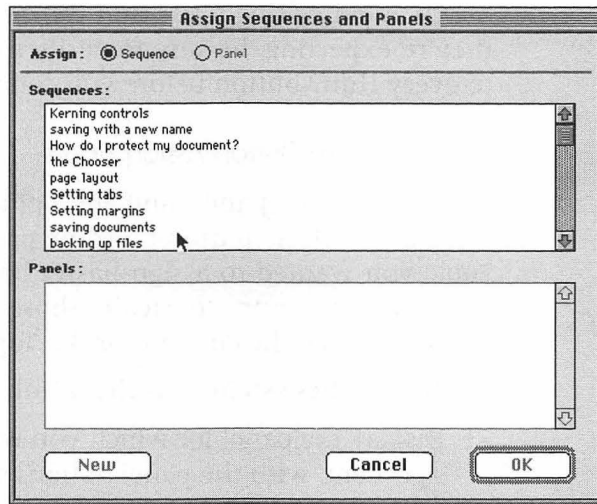 Assign Sequences and Panels
Assign: Sequence Panel
Sequences:
Kerning controls
saving with a new name
How do I protect my document?
the Chooser
page layout
Setting tabs
Setting margins
saving documents
backing up files
Panels:
New Cancel OK